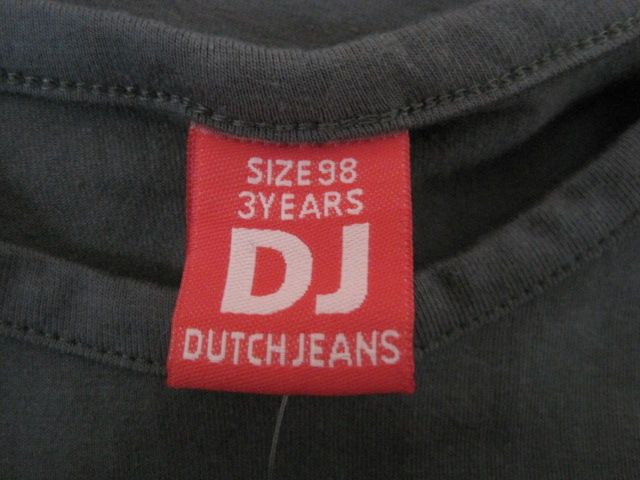 SIZE 98
3YEARS
DJ
DUTCHJEANS